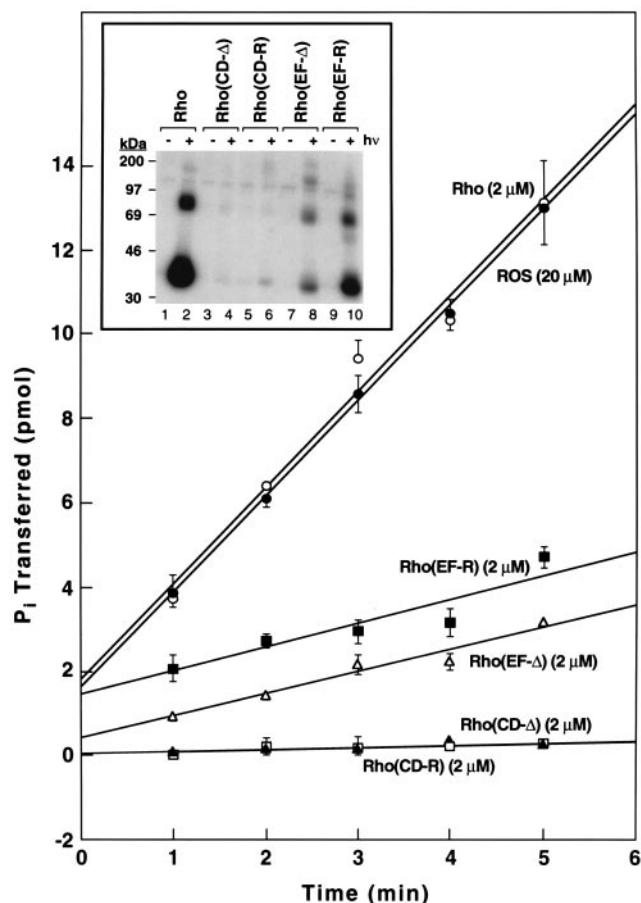 Rho
Rho(CD-Δ)
Rho(CD-R)
Rho(EF-Δ)
Rho(EF-R)
kDa - + - + - + - + - + hν
200
97
69
46
30
1 2 3 4 5 6 7 8 9 10
Rho (2 μM)
ROS (20 μM)
Rho(EF-R) (2 μM)
Rho(EF-Δ) (2 μM)
Rho(CD-Δ) (2 μM)
Rho(CD-R) (2 μM)
Pi Transferred (pmol)
14
12
10
8
6
4
2
0
-2
0 1 2 3 4 5 6
Time (min)